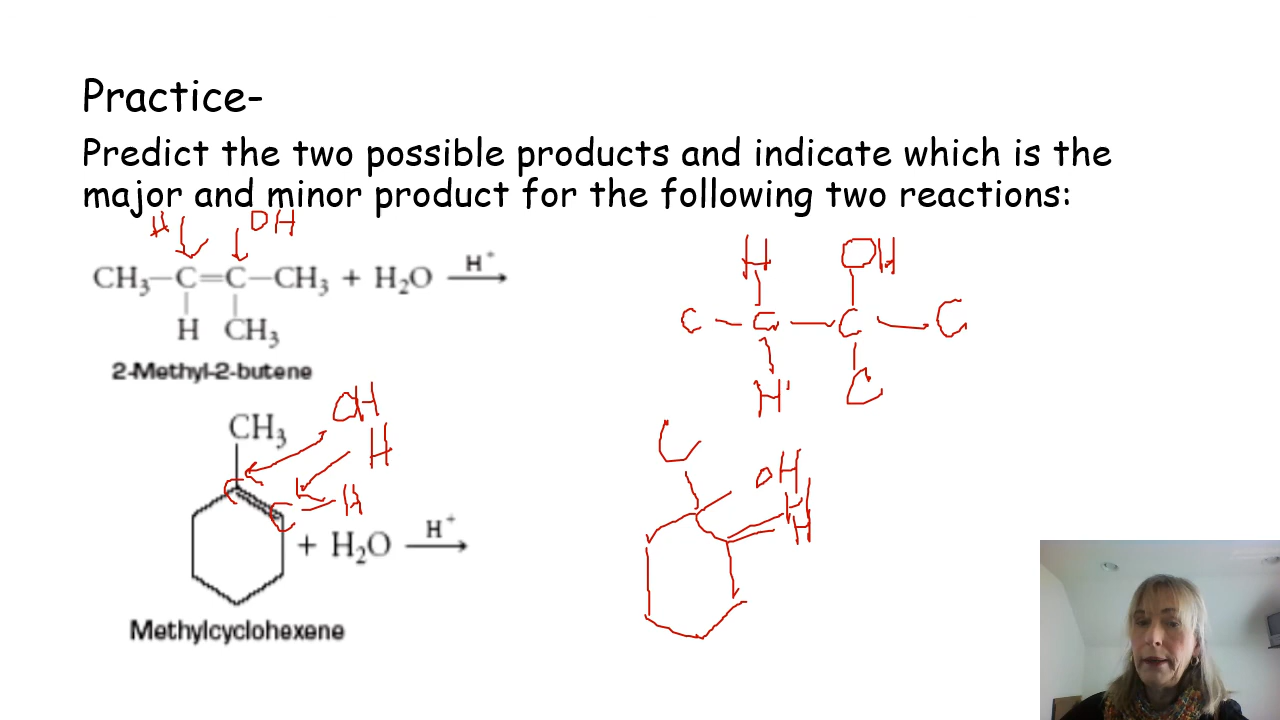 Practice-
Predict the two possible products and indicate which is the
major and minor product for the following two reactions:
H OH
CH₃—C=C—CH₃ + H₂O H⁺ →
H CH₃
2-Methyl-2-butene
H OH
C — C — C — C
H C
CH₃
OH
H
H
+ H₂O H⁺ →
Methylcyclohexene
C
OH
H
H